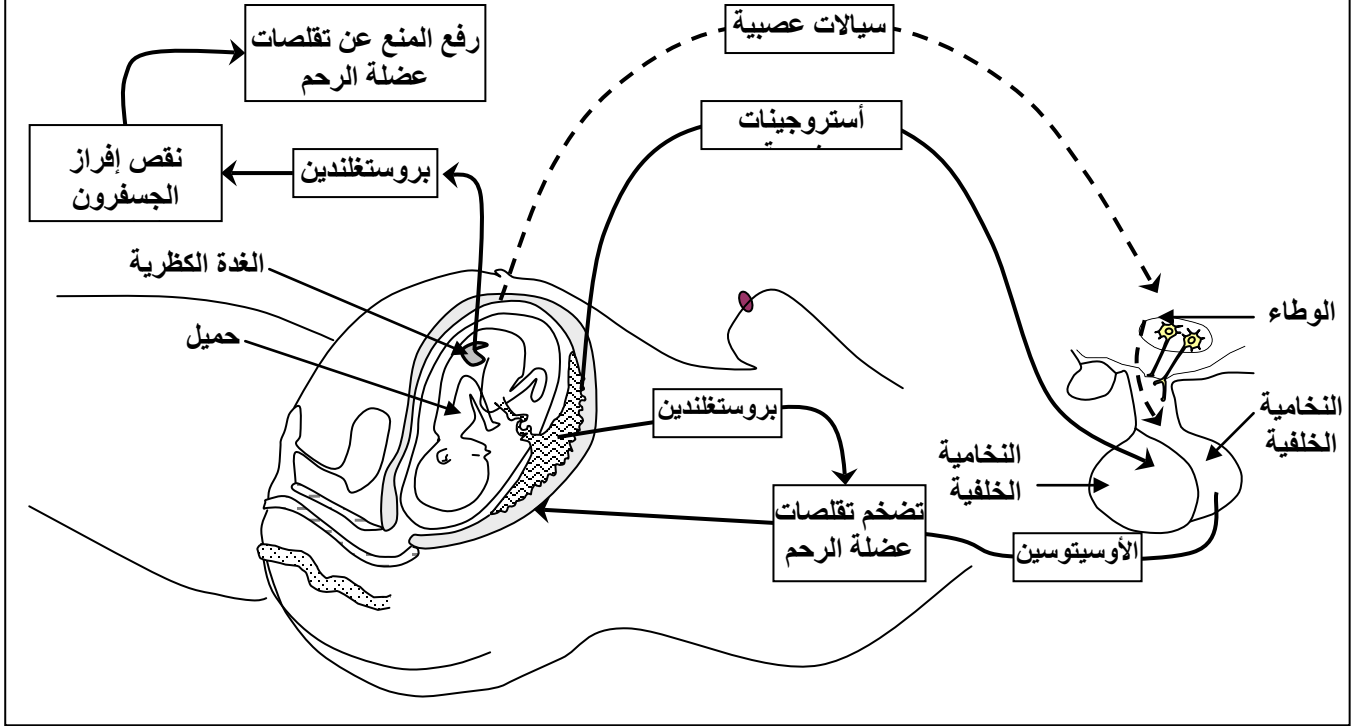 سيالات عصبية
رفع المنع عن تقلصات
عضلة الرحم
أستروجينات
نقص إفراز
الجسفرون
بروستغلندين
الغدة الكظرية
حميل
الوطاء
بروستغلندين
النخامية
الخلفية
النخامية
الخلفية
تضخم تقلصات
عضلة الرحم
الأوسيتوسين